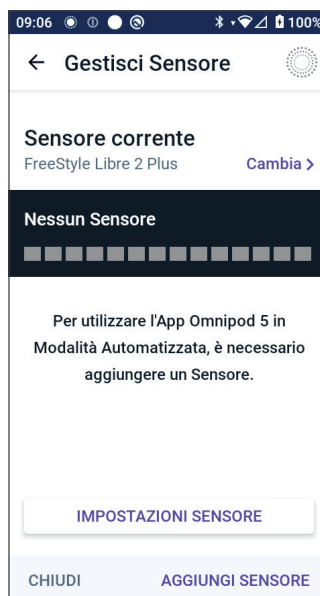 09:06 100%
Gestisci Sensore
Sensore corrente
FreeStyle Libre 2 Plus Cambia >
Nessun Sensore
Per utilizzare l'App Omnipod 5 in
Modalità Automatizzata, è necessario
aggiungere un Sensore.
IMPOSTAZIONI SENSORE
CHIUDI AGGIUNGI SENSORE